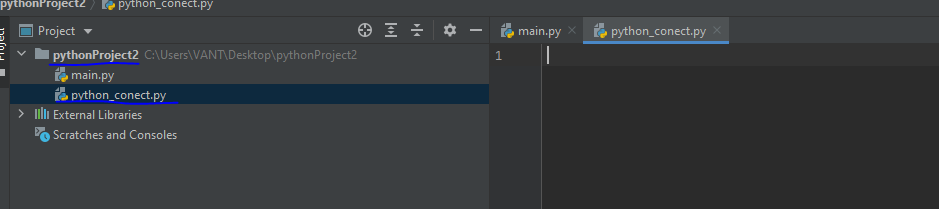 pythonProject2 › python_conect.py
Project
Project
main.py
python_conect.py
pythonProject2 C:\Users\VANT\Desktop\pythonProject2
main.py
python_conect.py
External Libraries
Scratches and Consoles
1